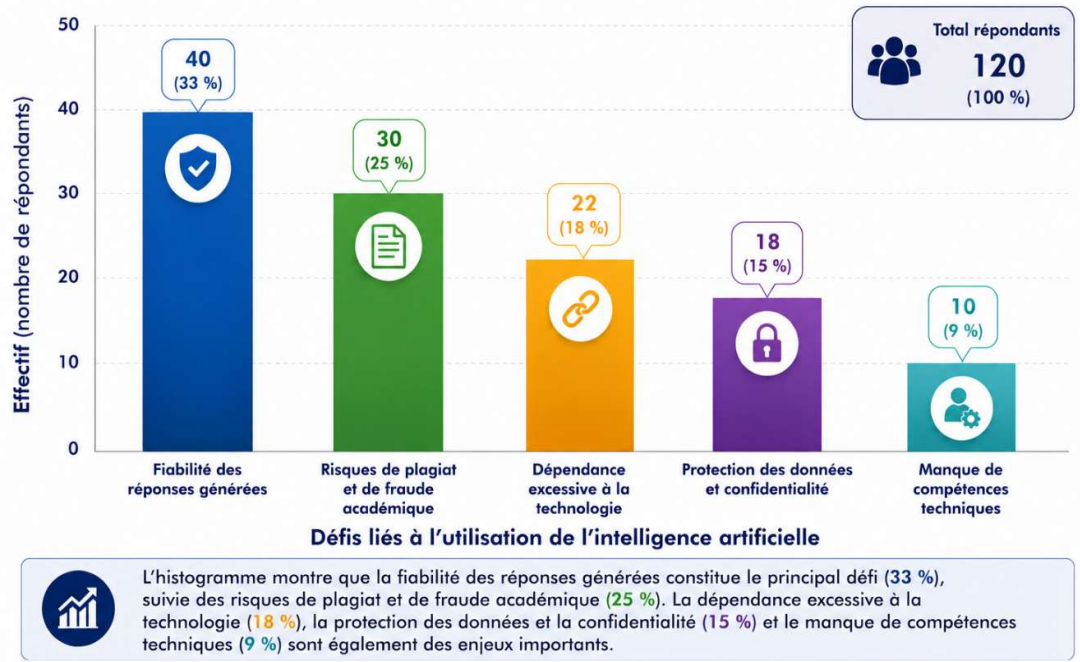 50
40
30
20
10
0
Effectif (nombre de répondants)
40
(33 %)
30
(25 %)
22
(18 %)
18
(15 %)
10
(9 %)
Total répondants
120
(100 %)
Fiabilité des
réponses générées
Risques de plagiat
et de fraude
académique
Dépendance
excessive à la
technologie
Protection des données
et confidentialité
Manque de
compétences
techniques
Défis liés à l’utilisation de l’intelligence artificielle
L’histogramme montre que la fiabilité des réponses générées constitue le principal défi (33 %),
suivie des risques de plagiat et de fraude académique (25 %). La dépendance excessive à la
technologie (18 %), la protection des données et la confidentialité (15 %) et le manque de compétences
techniques (9 %) sont également des enjeux importants.